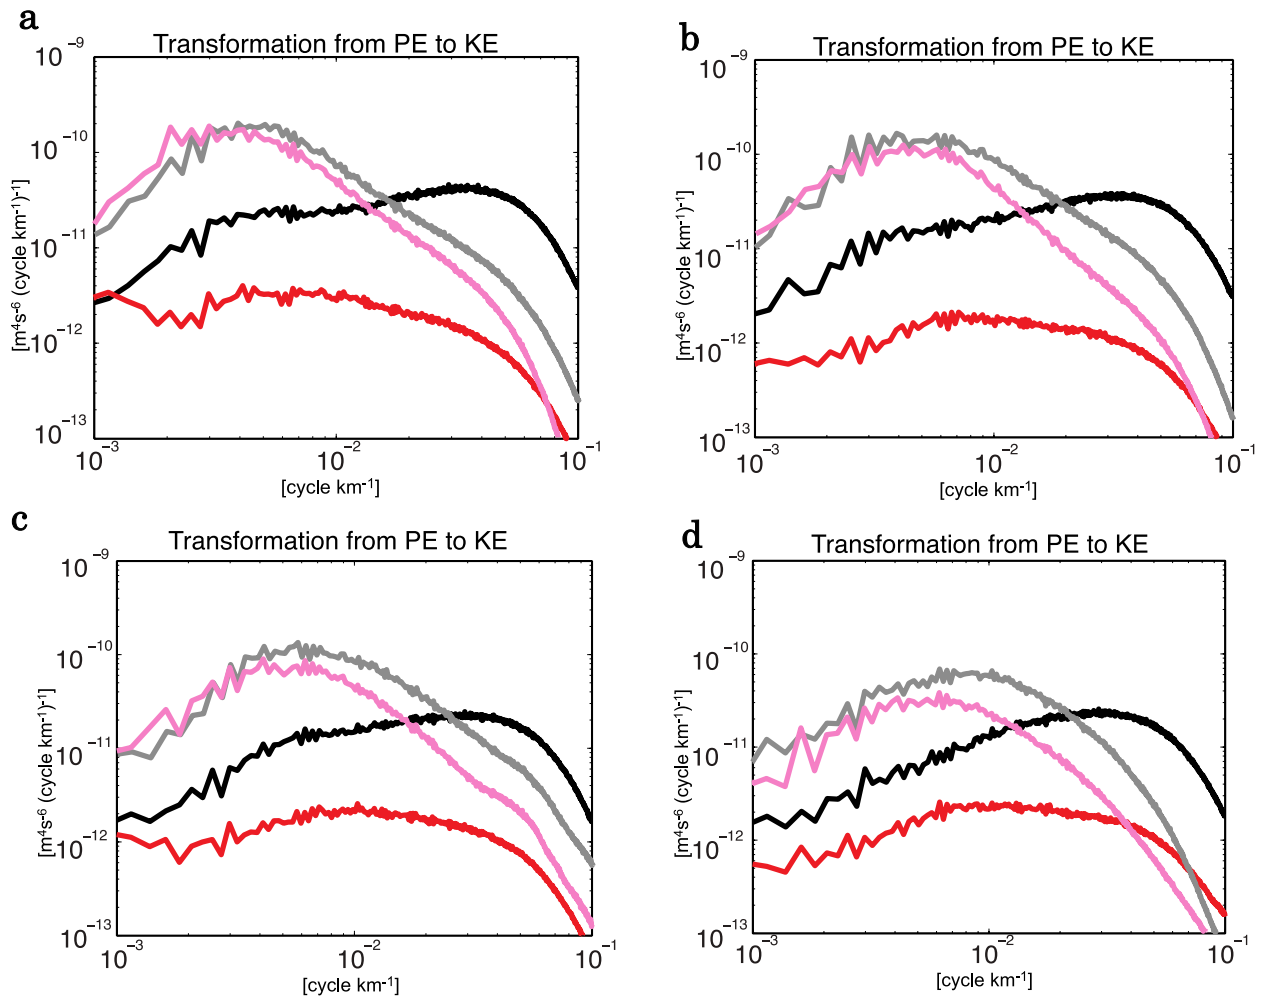 a
Transformation from PE to KE
10⁻⁹
10⁻¹⁰
10⁻¹¹
10⁻¹²
10⁻¹³
[m⁴s⁻⁶ (cycle km⁻¹)⁻¹]
10⁻³
10⁻²
10⁻¹
[cycle km⁻¹]
b
Transformation from PE to KE
10⁻⁹
10⁻¹⁰
10⁻¹¹
10⁻¹²
10⁻¹³
[m⁴s⁻⁶ (cycle km⁻¹)⁻¹]
10⁻³
10⁻²
10⁻¹
[cycle km⁻¹]
c
Transformation from PE to KE
10⁻⁹
10⁻¹⁰
10⁻¹¹
10⁻¹²
10⁻¹³
[m⁴s⁻⁶ (cycle km⁻¹)⁻¹]
10⁻³
10⁻²
10⁻¹
[cycle km⁻¹]
d
Transformation from PE to KE
10⁻⁹
10⁻¹⁰
10⁻¹¹
10⁻¹²
10⁻¹³
[m⁴s⁻⁶ (cycle km⁻¹)⁻¹]
10⁻³
10⁻²
10⁻¹
[cycle km⁻¹]